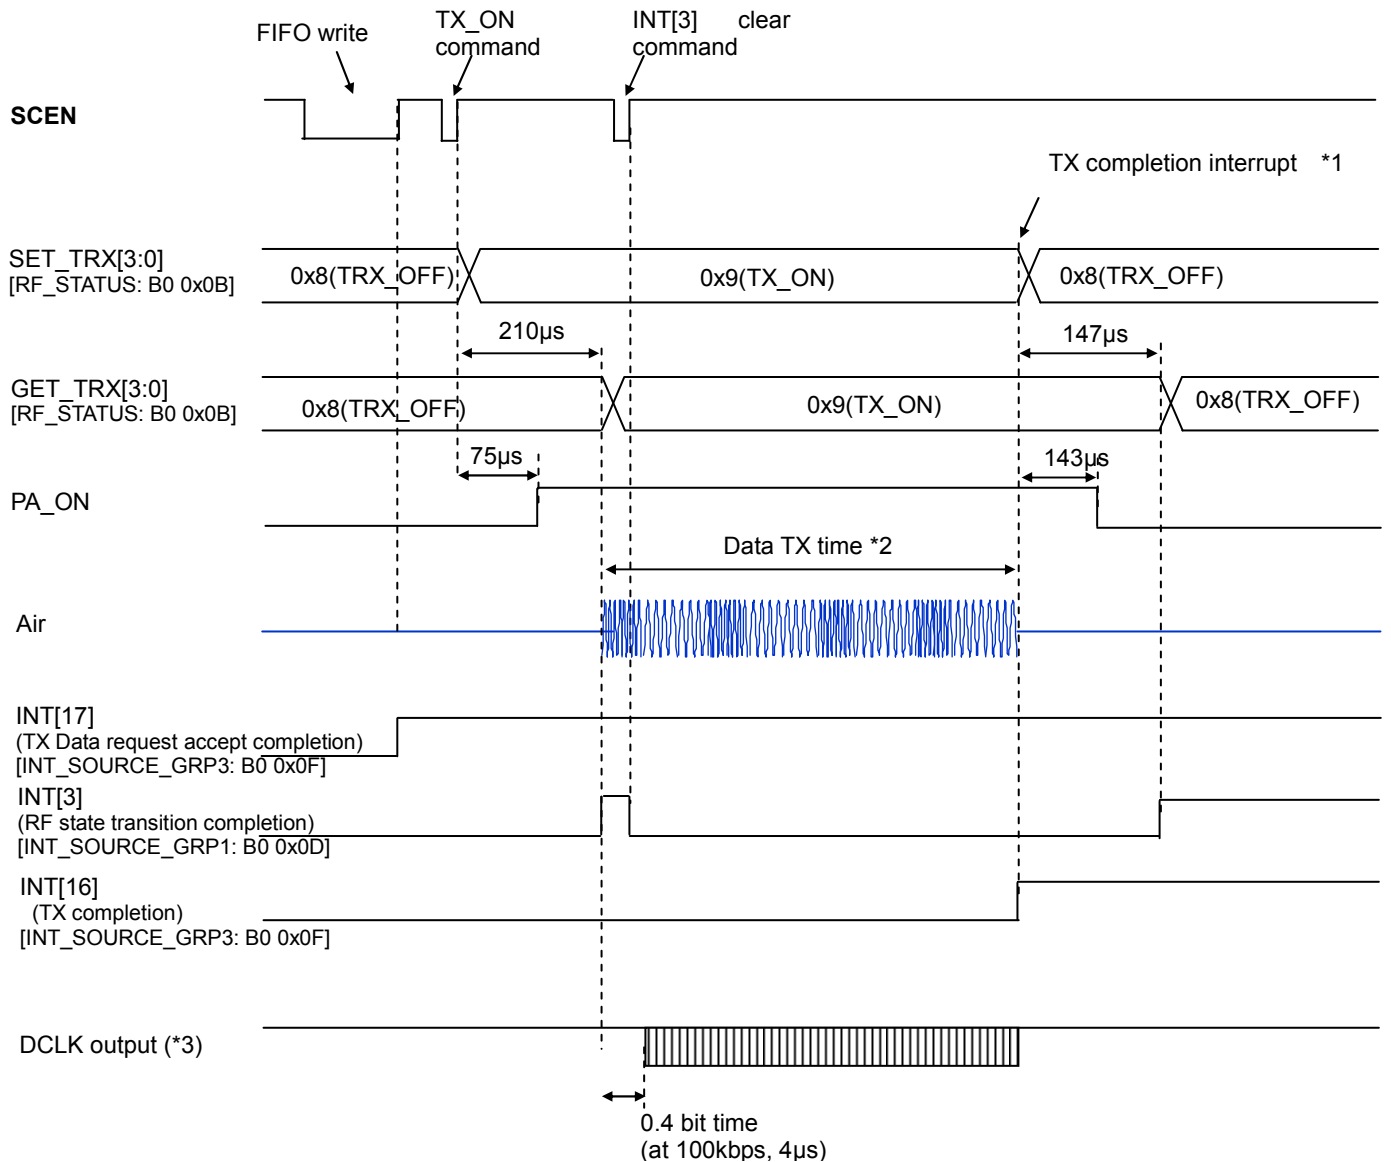 FIFO write
TX_ON
command
INT[3] clear
command
SCEN
TX completion interrupt *1
SET_TRX[3:0]
[RF_STATUS: B0 0x0B]
0x8(TRX_OFF)
0x9(TX_ON)
0x8(TRX_OFF)
210µs
147µs
GET_TRX[3:0]
[RF_STATUS: B0 0x0B]
0x8(TRX_OFF)
0x9(TX_ON)
0x8(TRX_OFF)
75µs
143µs
PA_ON
Data TX time *2
Air
INT[17]
(TX Data request accept completion)
[INT_SOURCE_GRP3: B0 0x0F]
INT[3]
(RF state transition completion)
[INT_SOURCE_GRP1: B0 0x0D]
INT[16]
(TX completion)
[INT_SOURCE_GRP3: B0 0x0F]
DCLK output (*3)
0.4 bit time
(at 100kbps, 4µs)